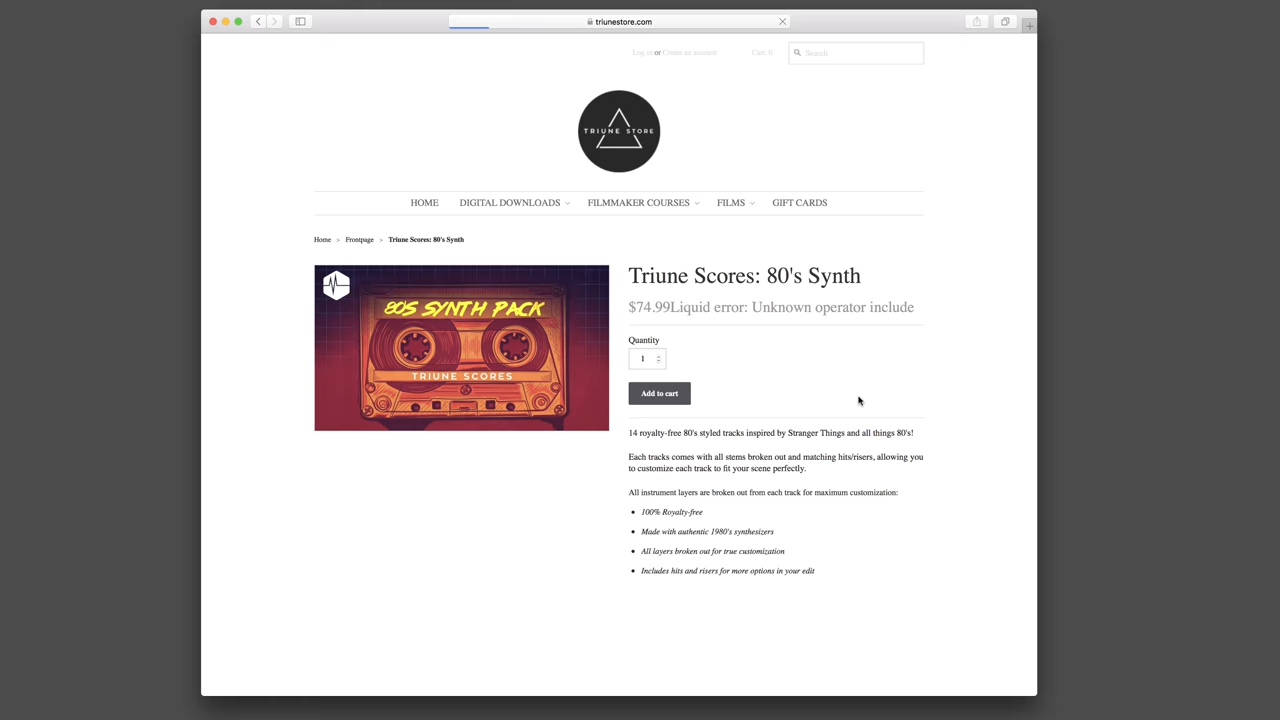 triunestore.com
Log in or Create an account
Cart: 0
Search
TRIUNE STORE
HOME
DIGITAL DOWNLOADS
FILMMAKER COURSES
FILMS
GIFT CARDS
Home > Frontpage > Triune Scores: 80's Synth
80'S SYNTH PACK
TRIUNE SCORES
Triune Scores: 80's Synth
$74.99Liquid error: Unknown operator include
Quantity
1
Add to cart
14 royalty-free 80's styled tracks inspired by Stranger Things and all things 80's!
Each tracks comes with all stems broken out and matching hits/risers, allowing you
to customize each track to fit your scene perfectly.
All instrument layers are broken out from each track for maximum customization:
• 100% Royalty-free
• Made with authentic 1980's synthesizers
• All layers broken out for true customization
• Includes hits and risers for more options in your edit